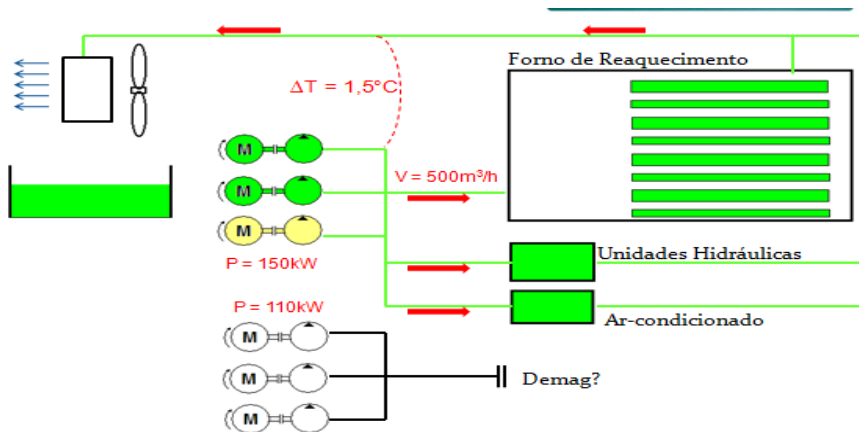 Forno de Reaquecimento
ΔT = 1,5°C
M
V = 500m³/h
M
M
P = 150kW
Unidades Hidráulicas
P = 110kW
Ar-condicionado
M
M
Demag?
M